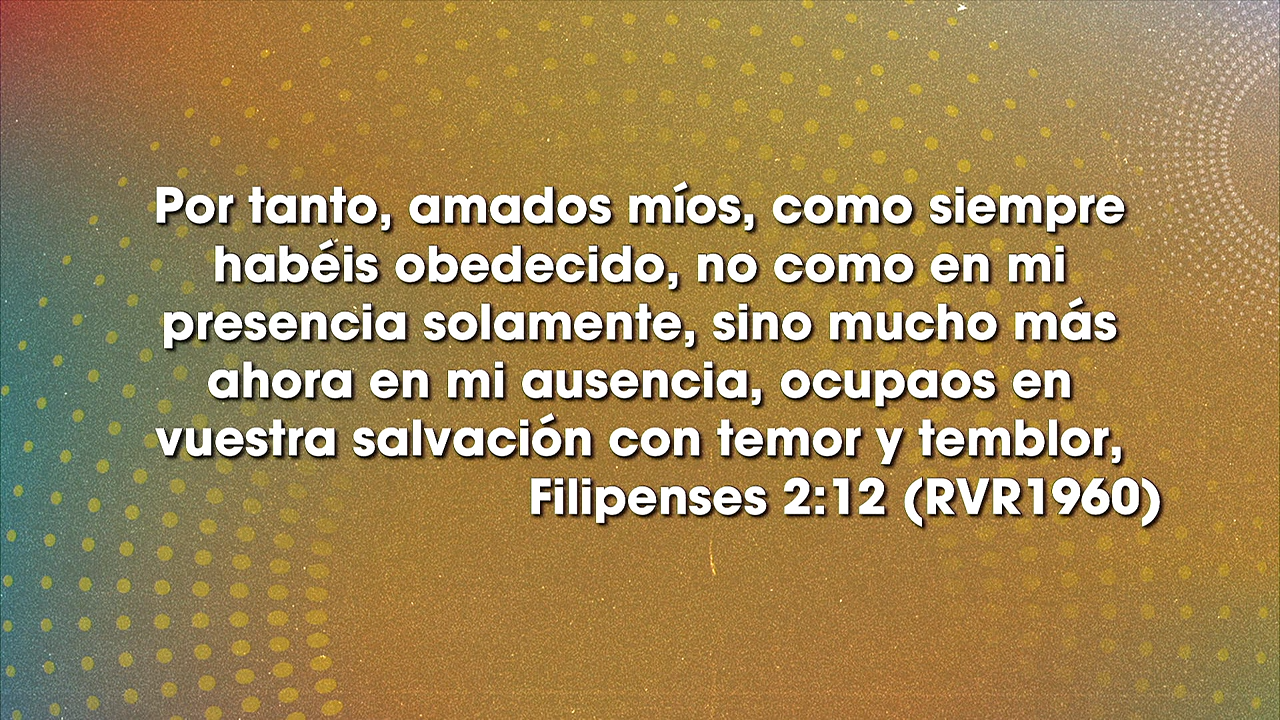 Por tanto, amados míos, como siempre
habéis obedecido, no como en mi
presencia solamente, sino mucho más
ahora en mi ausencia, ocupaos en
vuestra salvación con temor y temblor,
Filipenses 2:12 (RVR1960)